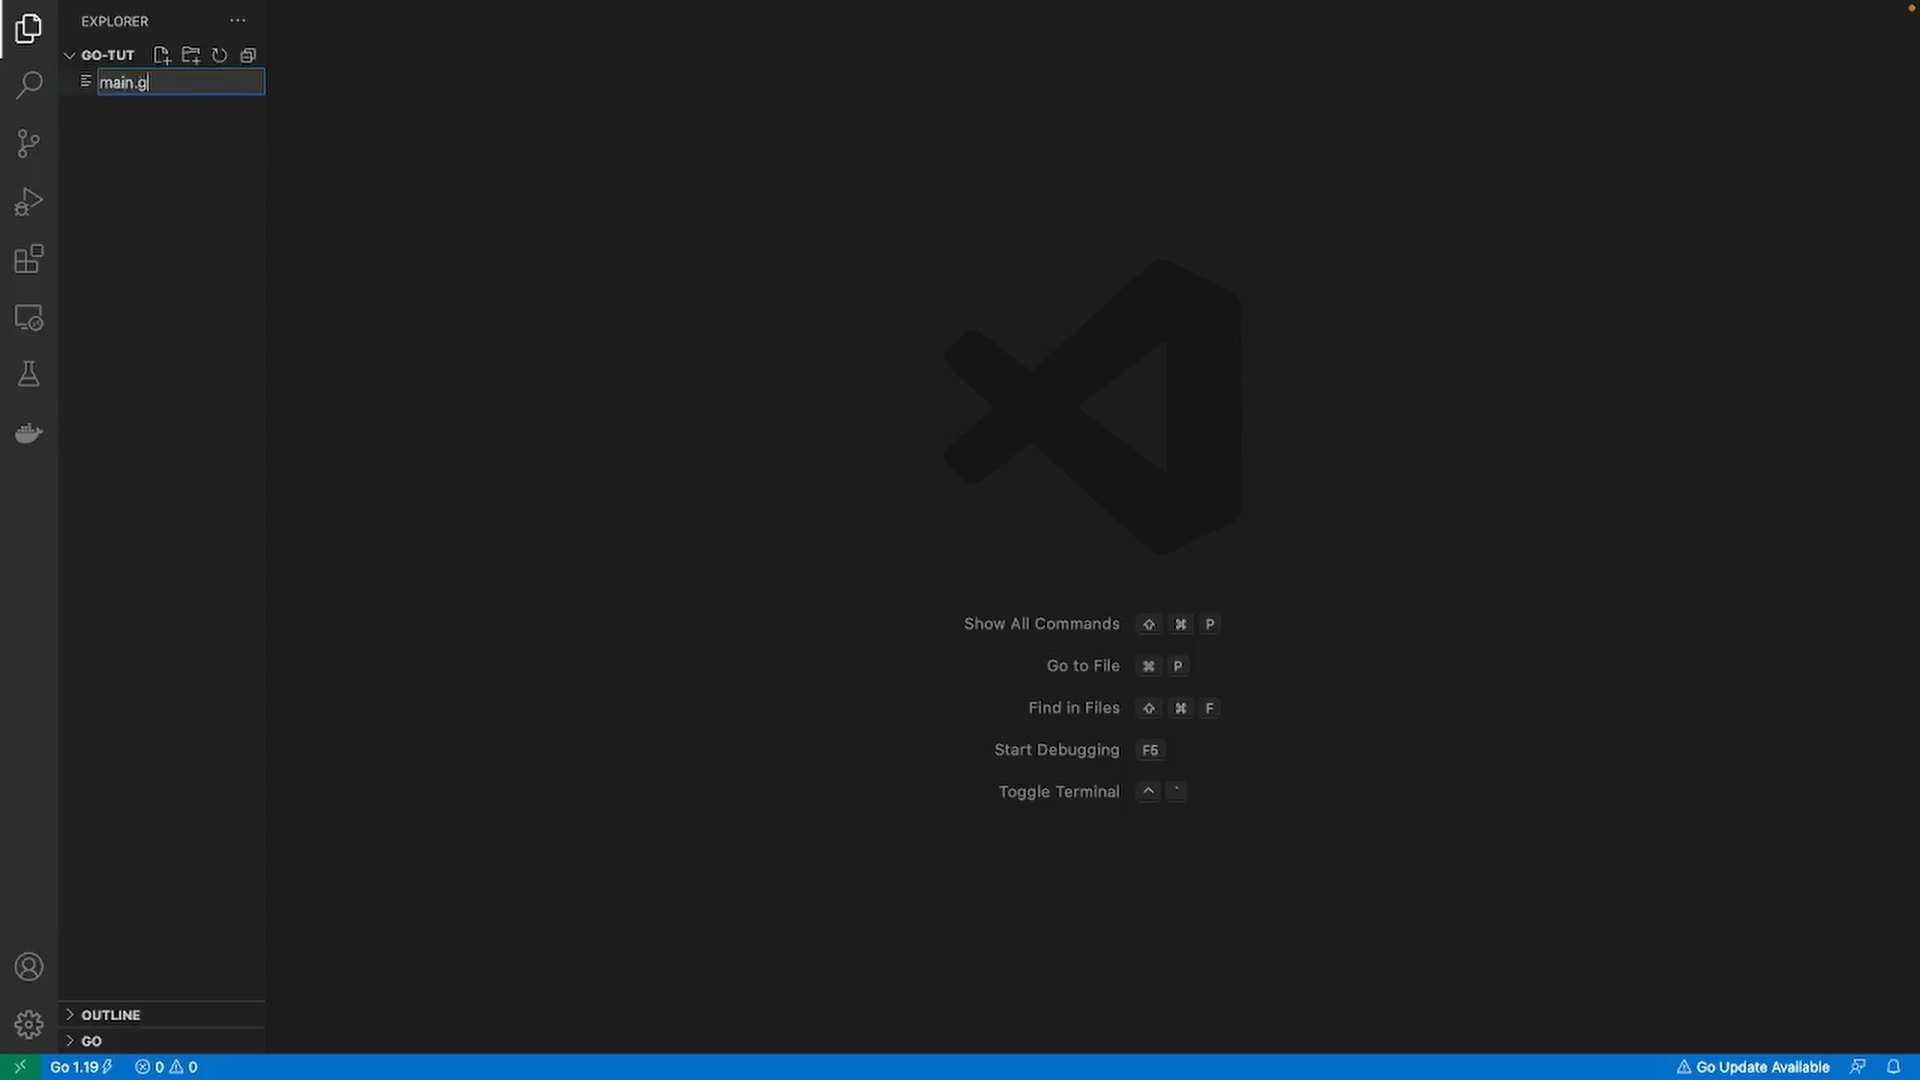 EXPLORER
GO-TUT
main.g
Show All Commands ⇧ ⌘ P
Go to File ⌘ P
Find in Files ⇧ ⌘ F
Start Debugging F5
Toggle Terminal ^ `
OUTLINE
GO
Go 1.19 0 0 Go Update Available